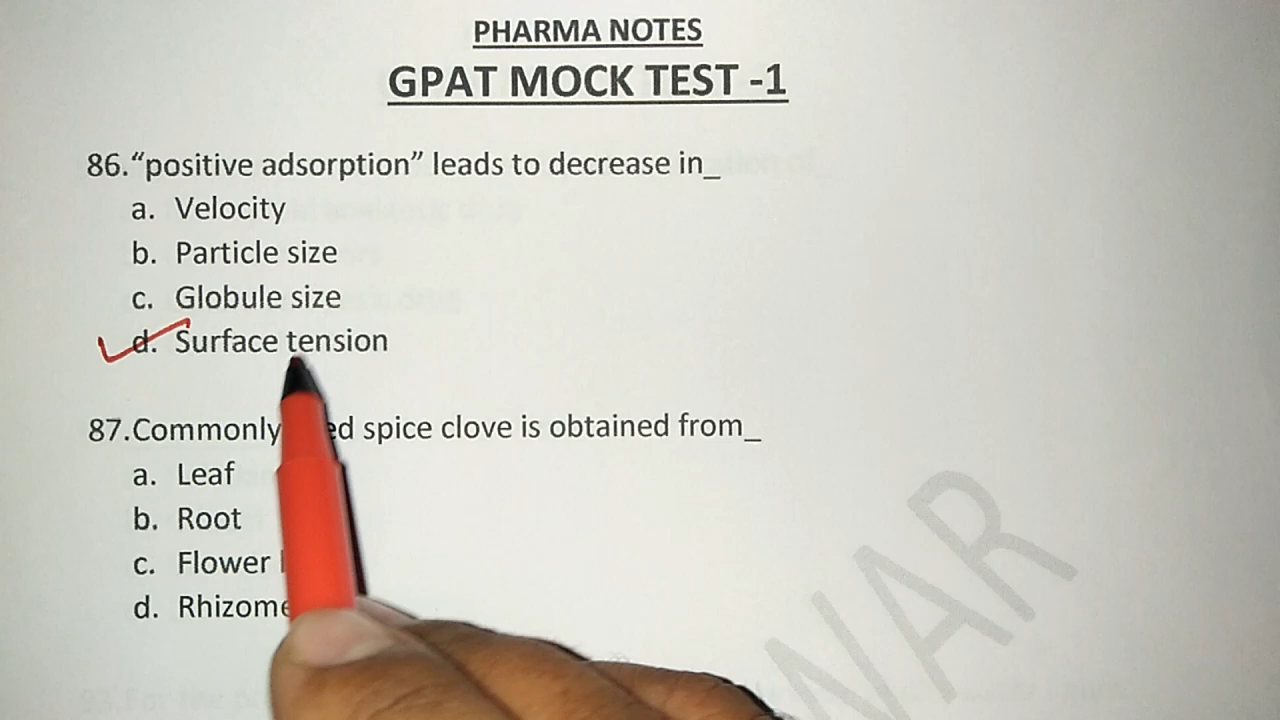 PHARMA NOTES
GPAT MOCK TEST -1
86. “positive adsorption” leads to decrease in_
a. Velocity
b. Particle size
c. Globule size
d. Surface tension
87. Commonly spice clove is obtained from_
a. Leaf
b. Root
c. Flower
d. Rhizome
WAR